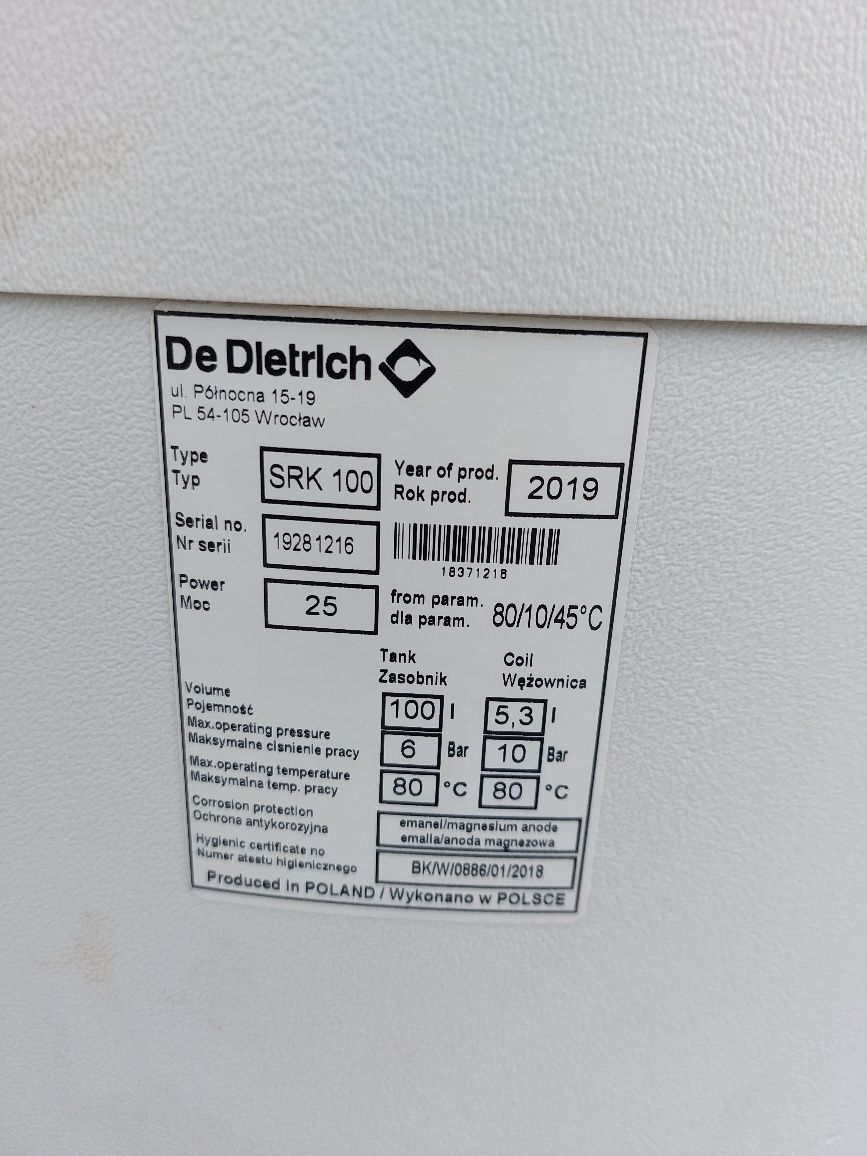 De Dietrich
ul. Północna 15-19
PL 54-105 Wrocław
Type
Typ
SRK 100
Year of prod.
Rok prod.
2019
Serial no.
Nr serii
19281216
18371218
Power
Moc
25
from param.
dla param.
80/10/45°C
Tank
Zasobnik
Coil
Wężownica
Volume
Pojemność
100 l
5,3 l
Max.operating pressure
Maksymalne ciśnienie pracy
6 Bar
10 Bar
Max.operating temperature
Maksymalna temp. pracy
80 °C
80 °C
Corrosion protection
Ochrona antykorozyjna
emanel/magnesium anode
emalia/anoda magnezowa
Hygienic certificate no
Numer atestu higienicznego
BK/W/0886/01/2018
Produced in POLAND / Wykonano w POLSCE